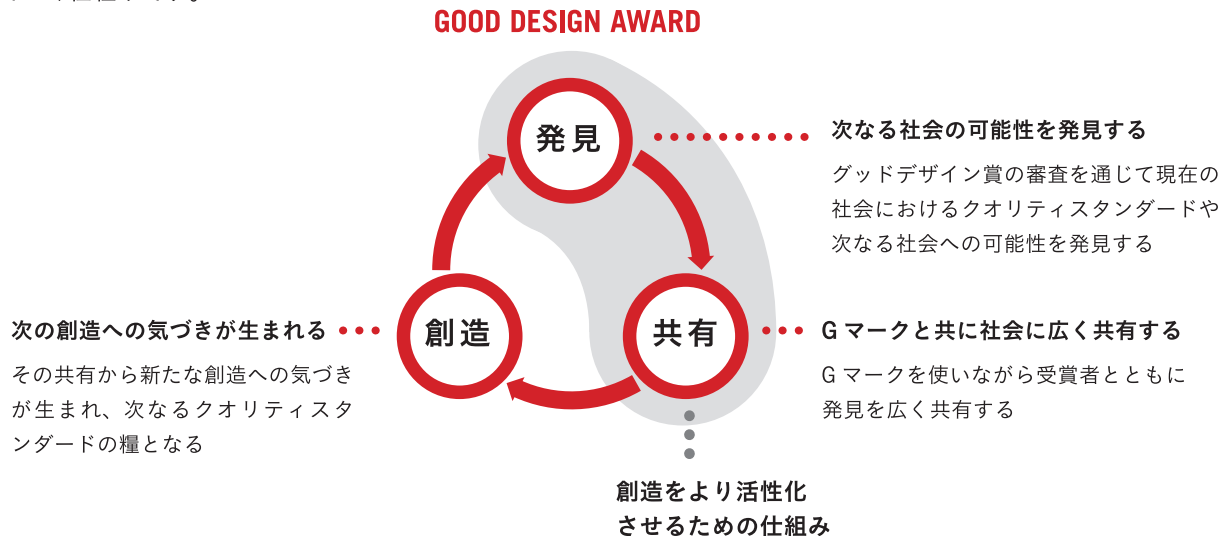 GOOD DESIGN AWARD
発見
次なる社会の可能性を発見する
グッドデザイン賞の審査を通じて現在の
社会におけるクオリティスタンダードや
次なる社会への可能性を発見する
創造
共有
次の創造への気づきが生まれる
その共有から新たな創造への気づき
が生まれ、次なるクオリティスタ
ンダードの糧となる
G マークと共に社会に広く共有する
G マークを使いながら受賞者とともに
発見を広く共有する
創造をより活性化
させるための仕組み